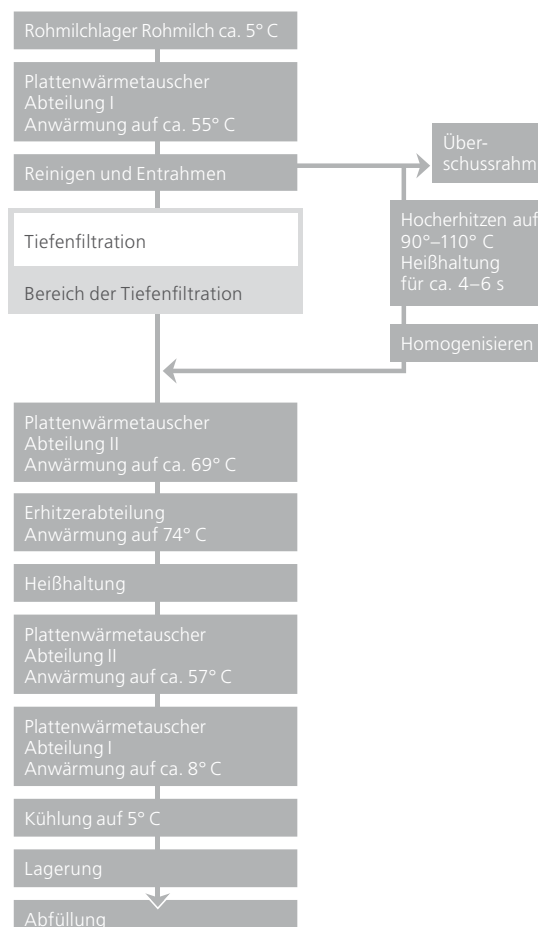 Rohmilchlager Rohmilch ca. 5° C
Plattenwärmetauscher
Abteilung I
Anwärmung auf ca. 55° C
Reinigen und Entrahmen
Über-
schussrahm
Tiefenfiltration
Bereich der Tiefenfiltration
Hocherhitzen auf
90°–110° C
Heißhaltung
für ca. 4–6 s
Homogenisieren
Plattenwärmetauscher
Abteilung II
Anwärmung auf ca. 69° C
Erhitzerabteilung
Anwärmung auf 74° C
Heißhaltung
Plattenwärmetauscher
Abteilung II
Anwärmung auf ca. 57° C
Plattenwärmetauscher
Abteilung I
Anwärmung auf ca. 8° C
Kühlung auf 5° C
Lagerung
Abfüllung